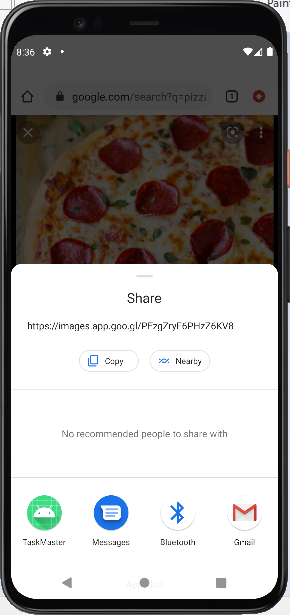 Paint
8:36
google.com/search?q=pizza
1
Share
https://images.app.goo.gl/PFzgZryF6PHzZ6KV8
Copy
Nearby
No recommended people to share with
TaskMaster
Messages
Bluetooth
Gmail